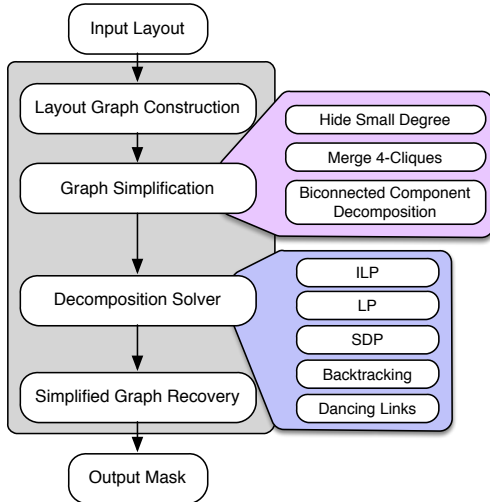 Input Layout
Layout Graph Construction
Graph Simplification
Hide Small Degree
Merge 4-Cliques
Biconnected Component
Decomposition
Decomposition Solver
ILP
LP
SDP
Backtracking
Dancing Links
Simplified Graph Recovery
Output Mask